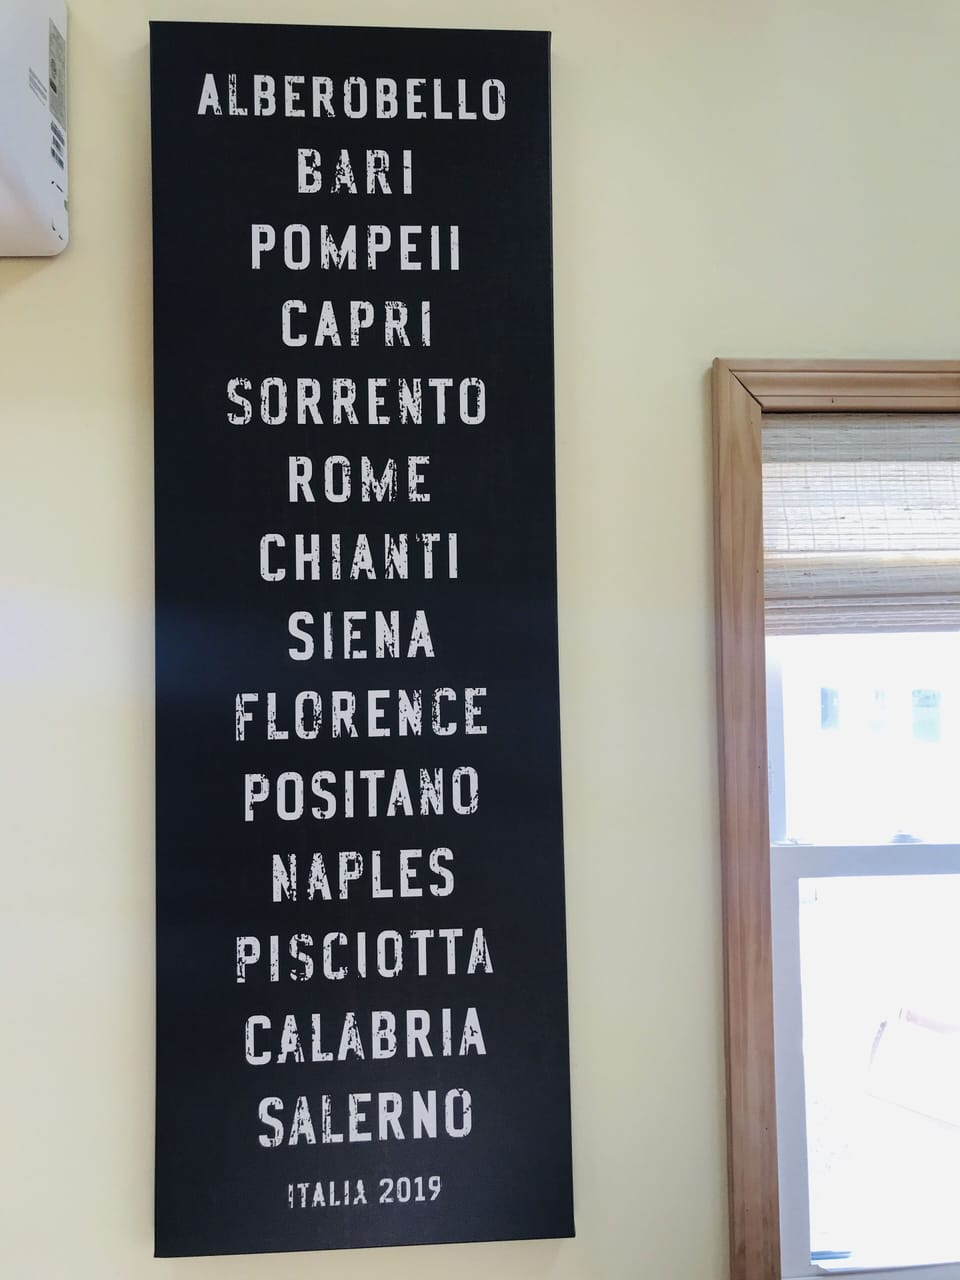 ALBEROBELLO
BARI
POMPEII
CAPRI
SORRENTO
ROME
CHIANTI
SIENA
FLORENCE
POSITANO
NAPLES
PISCIOTTA
CALABRIA
SALERNO
ITALIA 2019